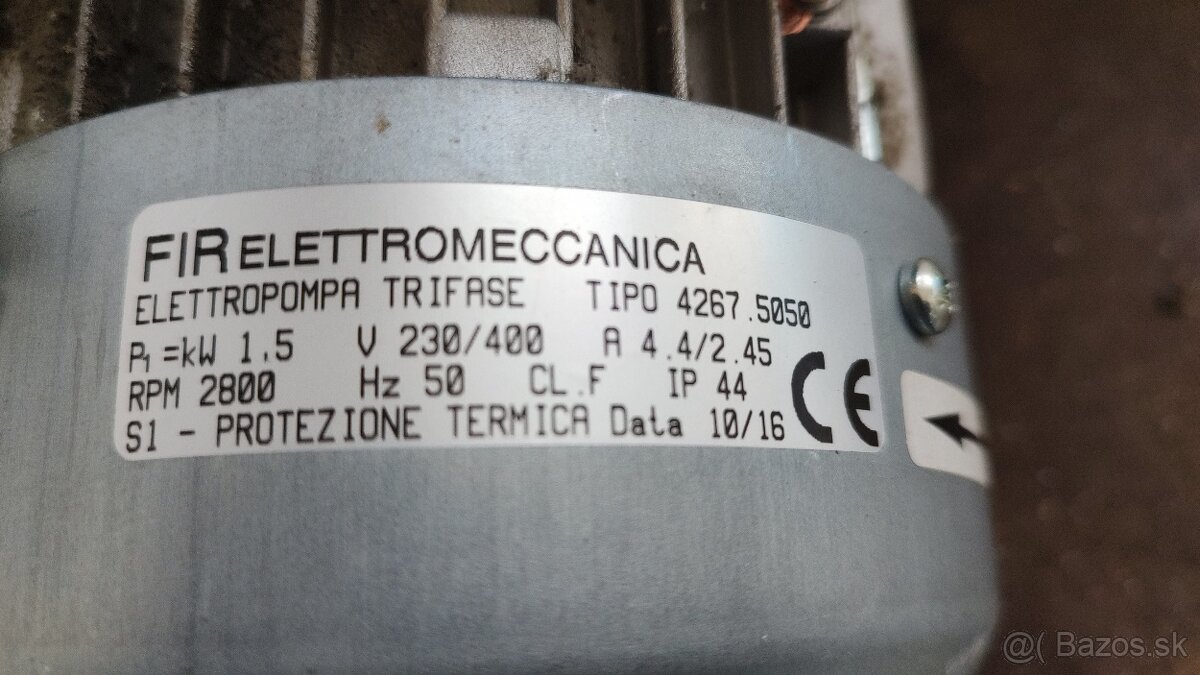 FIR ELETTROMECCANICA
ELETTROPOMPA TRIFASE TIPO 4267.5050
P1 =kW 1.5 V 230/400 A 4.4/2.45
RPM 2800 Hz 50 CL.F IP 44
S1 - PROTEZIONE TERMICA Data 10/16
CE
@( Bazos.sk